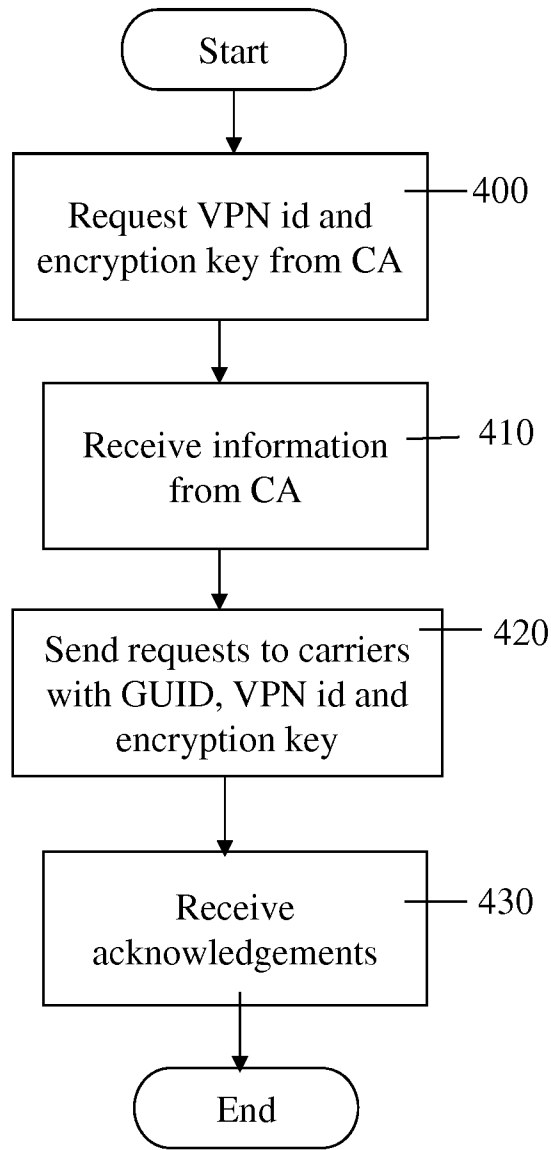 Start
400
Request VPN id and
encryption key from CA
410
Receive information
from CA
420
Send requests to carriers
with GUID, VPN id and
encryption key
430
Receive
acknowledgements
End